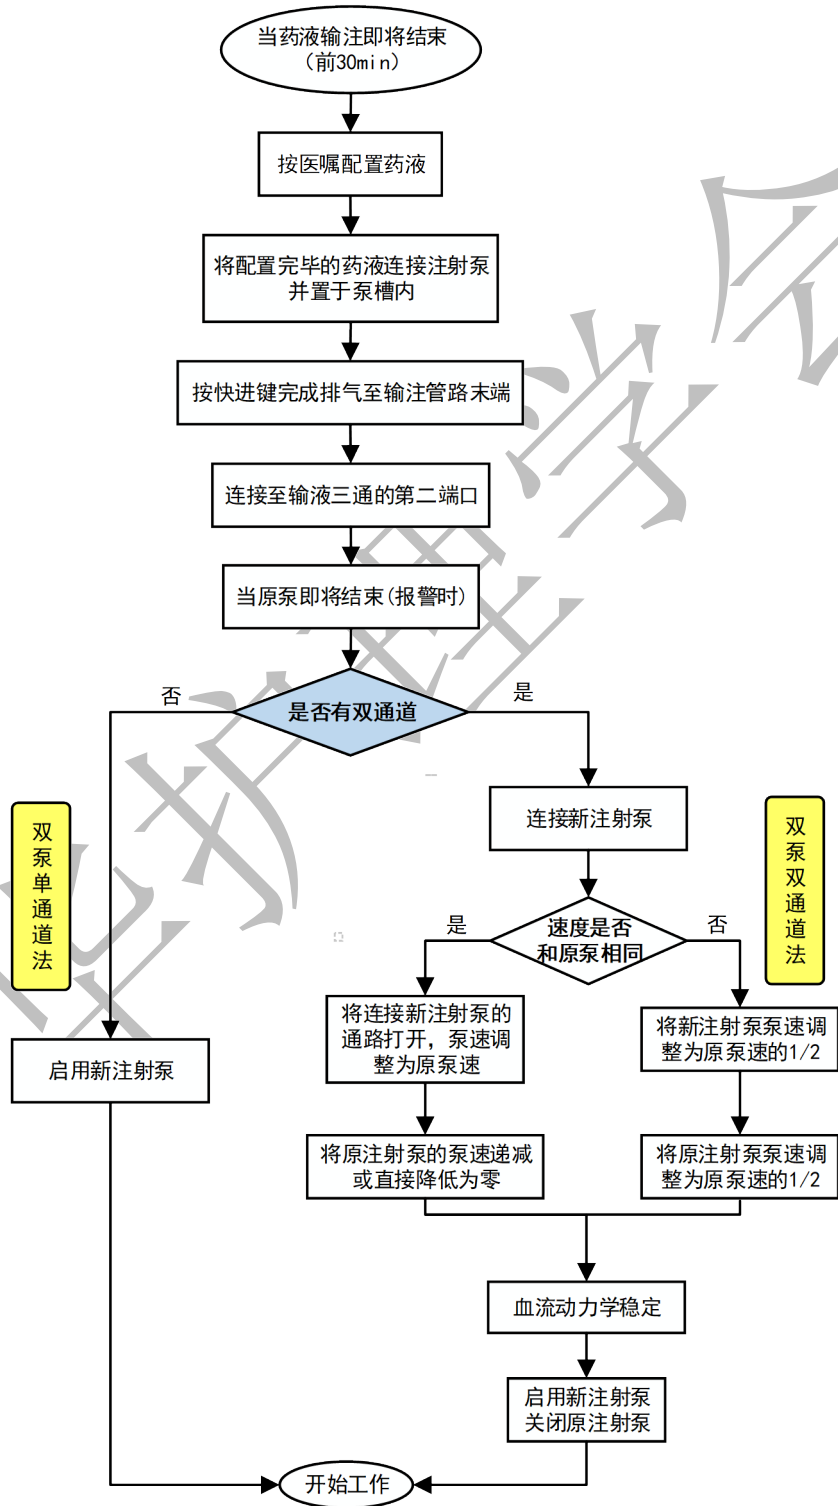 当药液输注即将结束
（前30min）
按医嘱配置药液
将配置完毕的药液连接注射泵
并置于泵槽内
按快进键完成排气至输注管路末端
连接至输液三通的第二端口
当原泵即将结束(报警时)
是否有双通道
否
是
双泵单通道法
连接新注射泵
双泵双通道法
速度是否
和原泵相同
是
否
将连接新注射泵的
通路打开，泵速调
整为原泵速
将新注射泵泵速调
整为原泵速的1/2
启用新注射泵
将原注射泵的泵速递减
或直接降低为零
将原注射泵泵速调
整为原泵速的1/2
血流动力学稳定
启用新注射泵
关闭原注射泵
开始工作
华护理学会